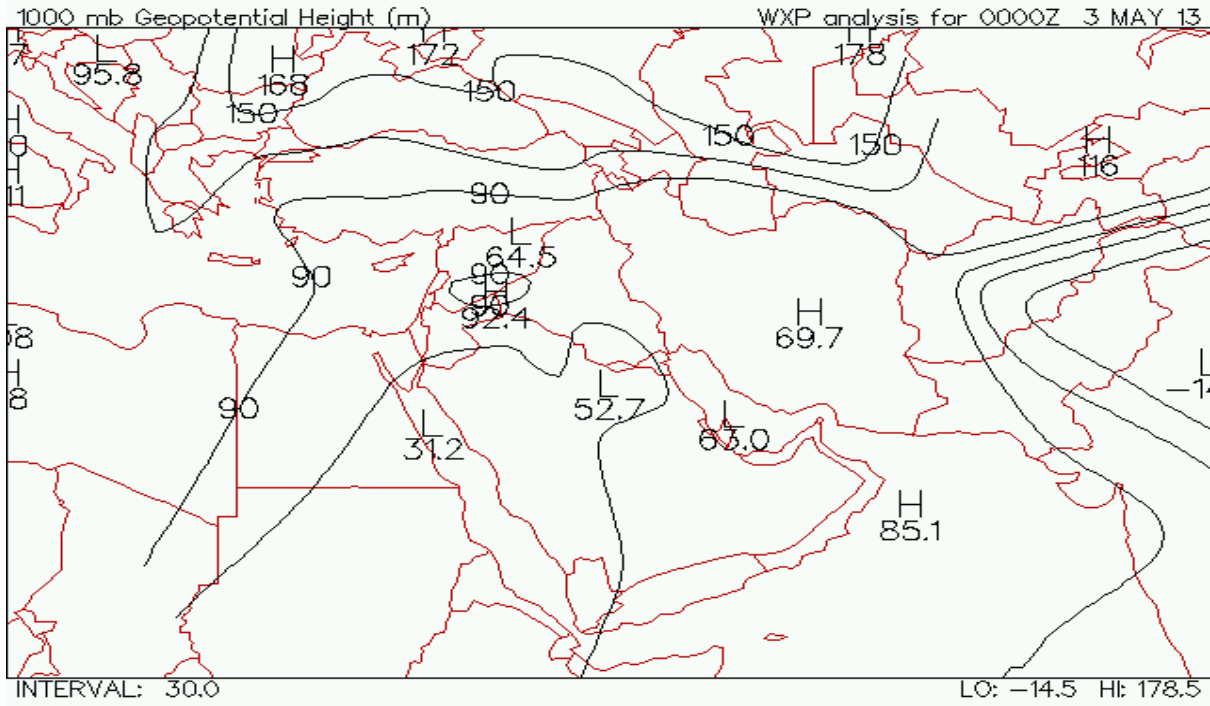 1000 mb Geopotential Height (m) WXP analysis for 0000Z 3 MAY 13
L
95.8
H
168
172
H
178
150
150
150
150
H
116
90
L
64.5
90
90
H
92.4
H
69.7
L
52.7
L
63.0
90
L
31.2
H
85.1
INTERVAL: 30.0 LO: -14.5 HI: 178.5